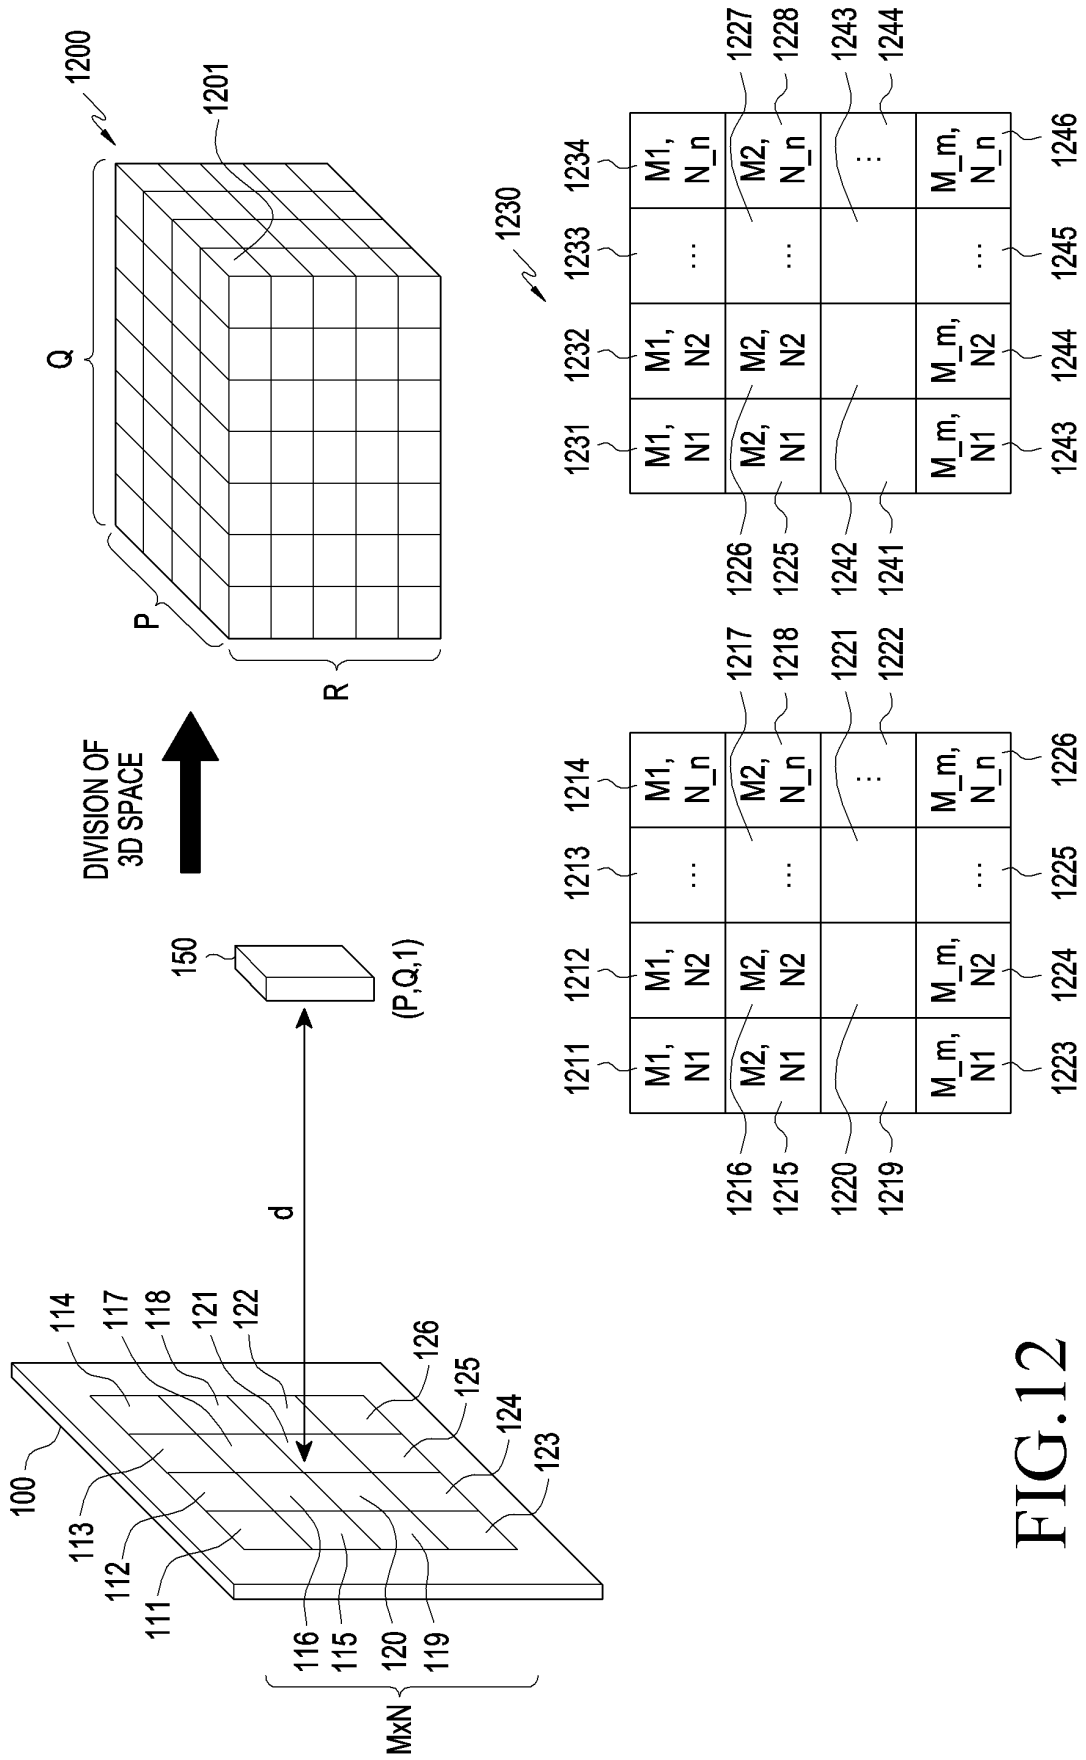 100
114
117
118
121
122
126
125
124
123
113
112
111
116
115
120
119
MxN
d
150
(P,Q,1)
DIVISION OF
3D SPACE
P
Q
R
1200
1201
1211
1212
1213
1214
M1,
N1
M1,
N2
...
M1,
N_n
1216
1215
M2,
N1
M2,
N2
...
M2,
N_n
1217
1218
1220
1219
...
1221
1222
M_m,
N1
M_m,
N2
...
M_m,
N_n
1223
1224
1225
1226
1230
1231
1232
1233
1234
M1,
N1
M1,
N2
...
M1,
N_n
1226
1225
M2,
N1
M2,
N2
...
M2,
N_n
1227
1228
1242
1241
...
1243
1244
M_m,
N1
M_m,
N2
...
M_m,
N_n
1243
1244
1245
1246
FIG.12